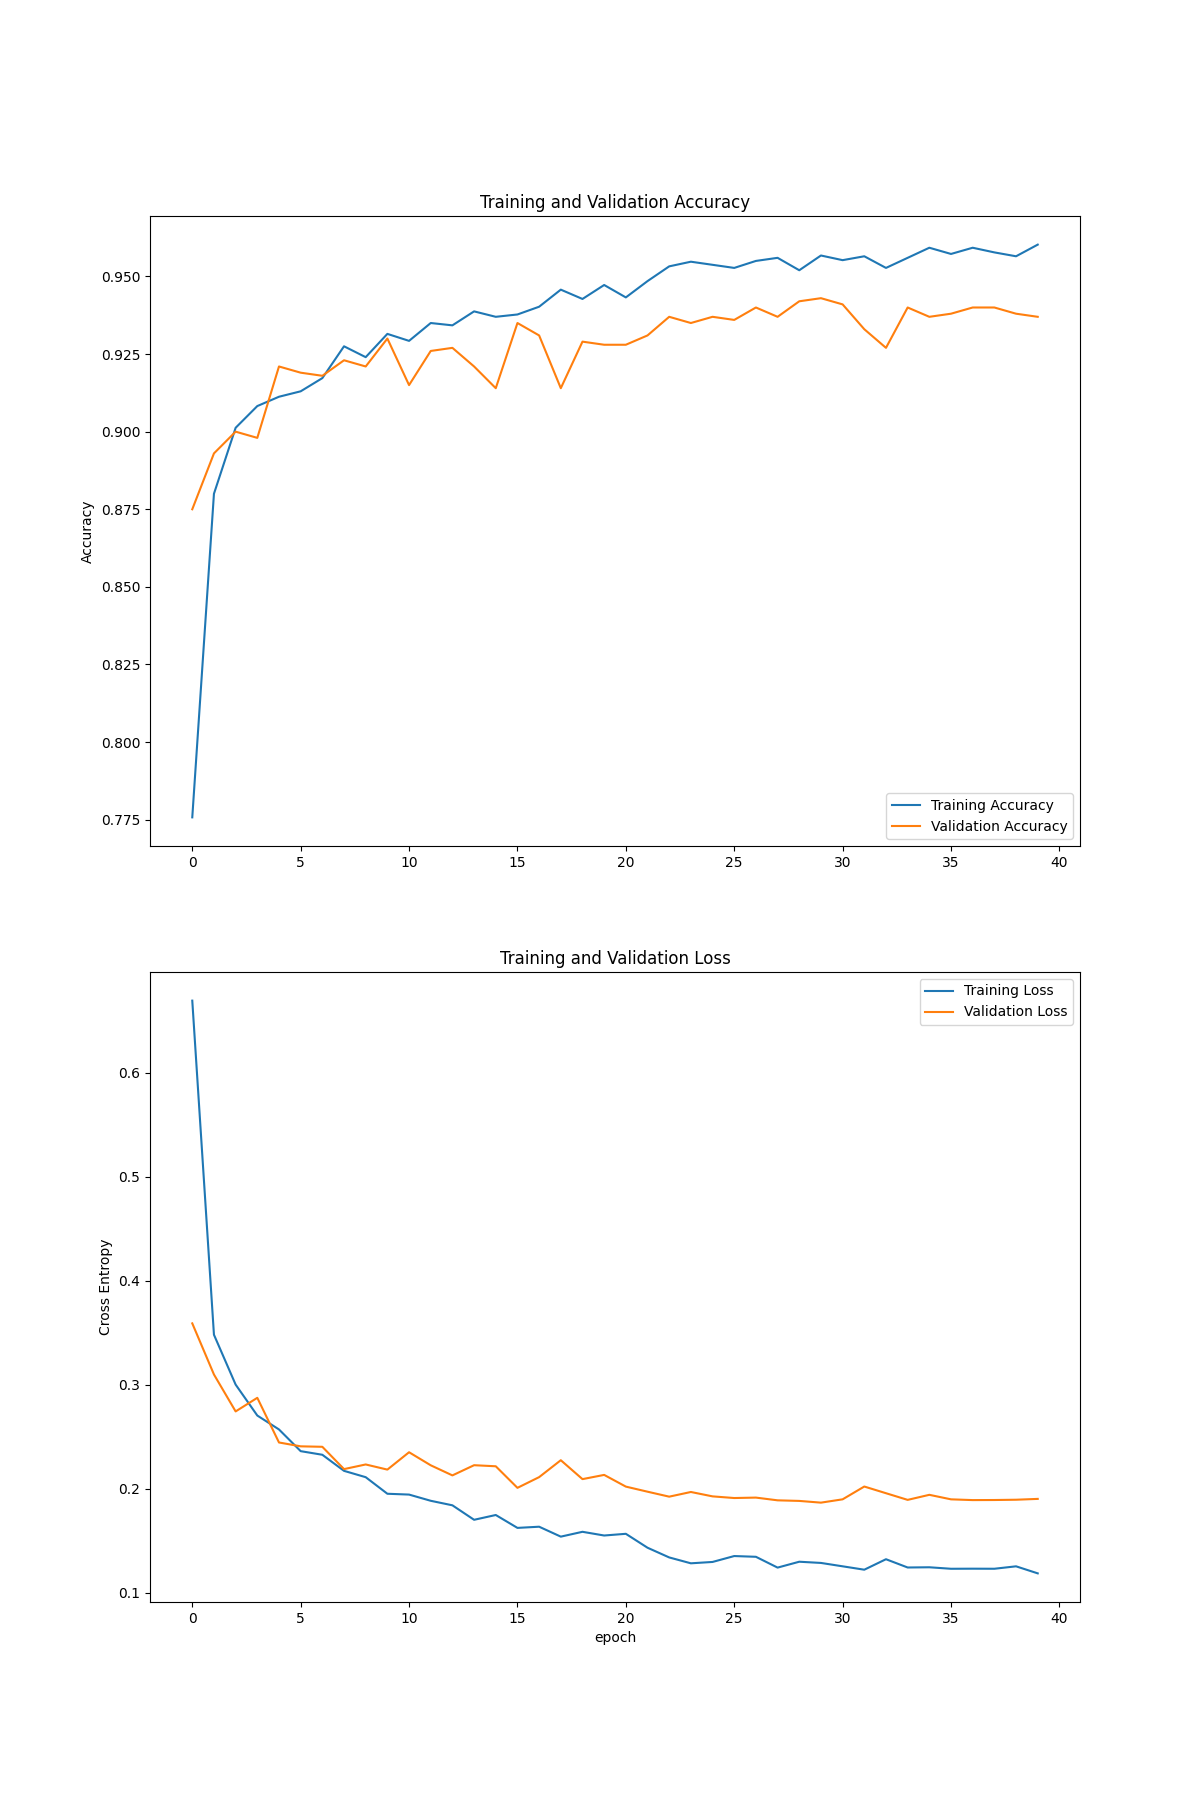 Training and Validation Accuracy
Accuracy
0.950
0.925
0.900
0.875
0.850
0.825
0.800
0.775
Training Accuracy
Validation Accuracy
0 5 10 15 20 25 30 35 40
Training and Validation Loss
Training Loss
Validation Loss
Cross Entropy
0.6
0.5
0.4
0.3
0.2
0.1
0 5 10 15 20 25 30 35 40
epoch